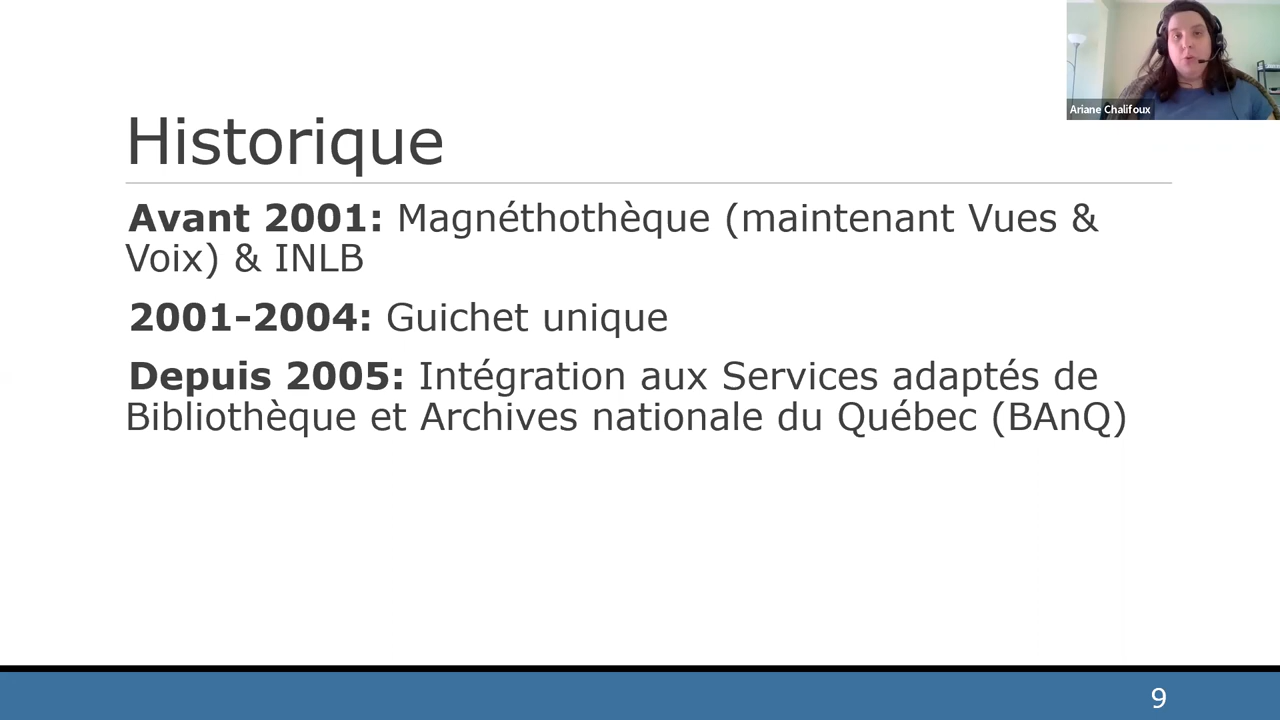 Ariane Chalifoux
Historique
Avant 2001: Magnéthothèque (maintenant Vues &
Voix) & INLB
2001-2004: Guichet unique
Depuis 2005: Intégration aux Services adaptés de
Bibliothèque et Archives nationale du Québec (BAnQ)
9